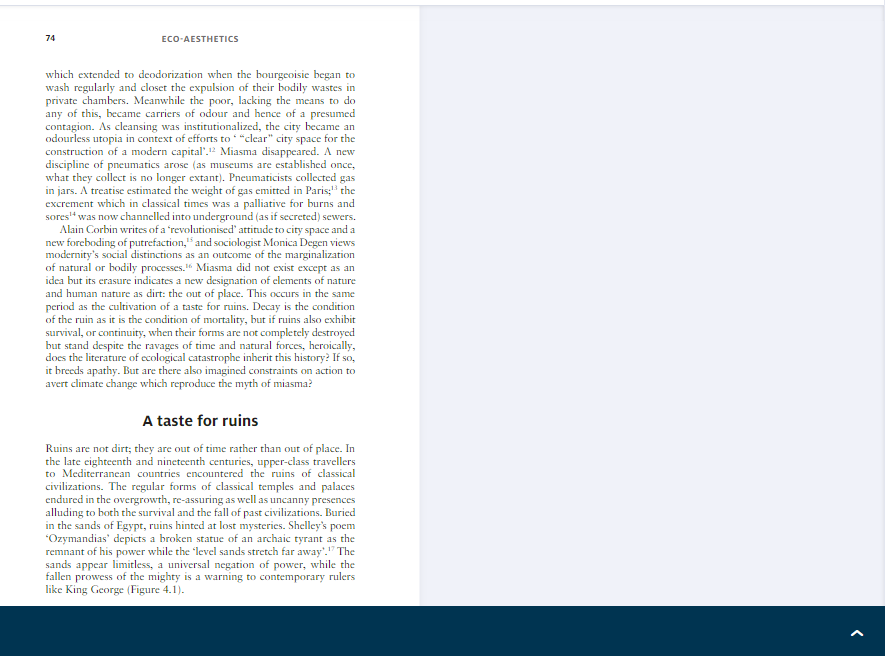 74
ECO-AESTHETICS
which extended to deodorization when the bourgeoisie began to
wash regularly and closet the expulsion of their bodily wastes in
private chambers. Meanwhile the poor, lacking the means to do
any of this, became carriers of odour and hence of a presumed
contagion. As cleansing was institutionalized, the city became an
odourless utopia in context of efforts to ‘ “clear” city space for the
construction of a modern capital’.¹² Miasma disappeared. A new
discipline of pneumatics arose (as museums are established once,
what they collect is no longer extant). Pneumaticists collected gas
in jars. A treatise estimated the weight of gas emitted in Paris;¹³ the
excrement which in classical times was a palliative for burns and
sores¹⁴ was now channelled into underground (as if secreted) sewers.
Alain Corbin writes of a ‘revolutionised’ attitude to city space and a
new foreboding of putrefaction,¹⁵ and sociologist Monica Degen views
modernity’s social distinctions as an outcome of the marginalization
of natural or bodily processes.¹⁶ Miasma did not exist except as an
idea but its erasure indicates a new designation of elements of nature
and human nature as dirt: the out of place. This occurs in the same
period as the cultivation of a taste for ruins. Decay is the condition
of the ruin as it is the condition of mortality, but if ruins also exhibit
survival, or continuity, when their forms are not completely destroyed
but stand despite the ravages of time and natural forces, heroically,
does the literature of ecological catastrophe inherit this history? If so,
it breeds apathy. But are there also imagined constraints on action to
avert climate change which reproduce the myth of miasma?
A taste for ruins
Ruins are not dirt; they are out of time rather than out of place. In
the late eighteenth and nineteenth centuries, upper-class travellers
to Mediterranean countries encountered the ruins of classical
civilizations. The regular forms of classical temples and palaces
endured in the overgrowth, re-assuring as well as uncanny presences
alluding to both the survival and the fall of past civilizations. Buried
in the sands of Egypt, ruins hinted at lost mysteries. Shelley’s poem
‘Ozymandias’ depicts a broken statue of an archaic tyrant as the
remnant of his power while the ‘level sands stretch far away’.¹⁷ The
sands appear limitless, a universal negation of power, while the
fallen prowess of the mighty is a warning to contemporary rulers
like King George (Figure 4.1).